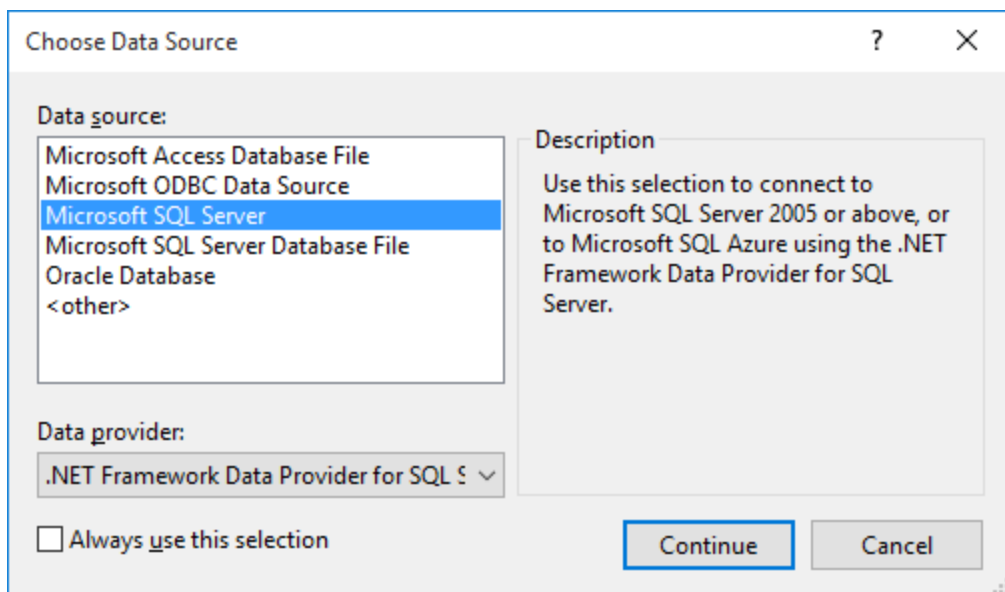 Choose Data Source
?
Data source:
Microsoft Access Database File
Microsoft ODBC Data Source
Microsoft SQL Server
Microsoft SQL Server Database File
Oracle Database
<other>
Description
Use this selection to connect to
Microsoft SQL Server 2005 or above, or
to Microsoft SQL Azure using the .NET
Framework Data Provider for SQL
Server.
Data provider:
.NET Framework Data Provider for SQL S
Always use this selection
Continue
Cancel